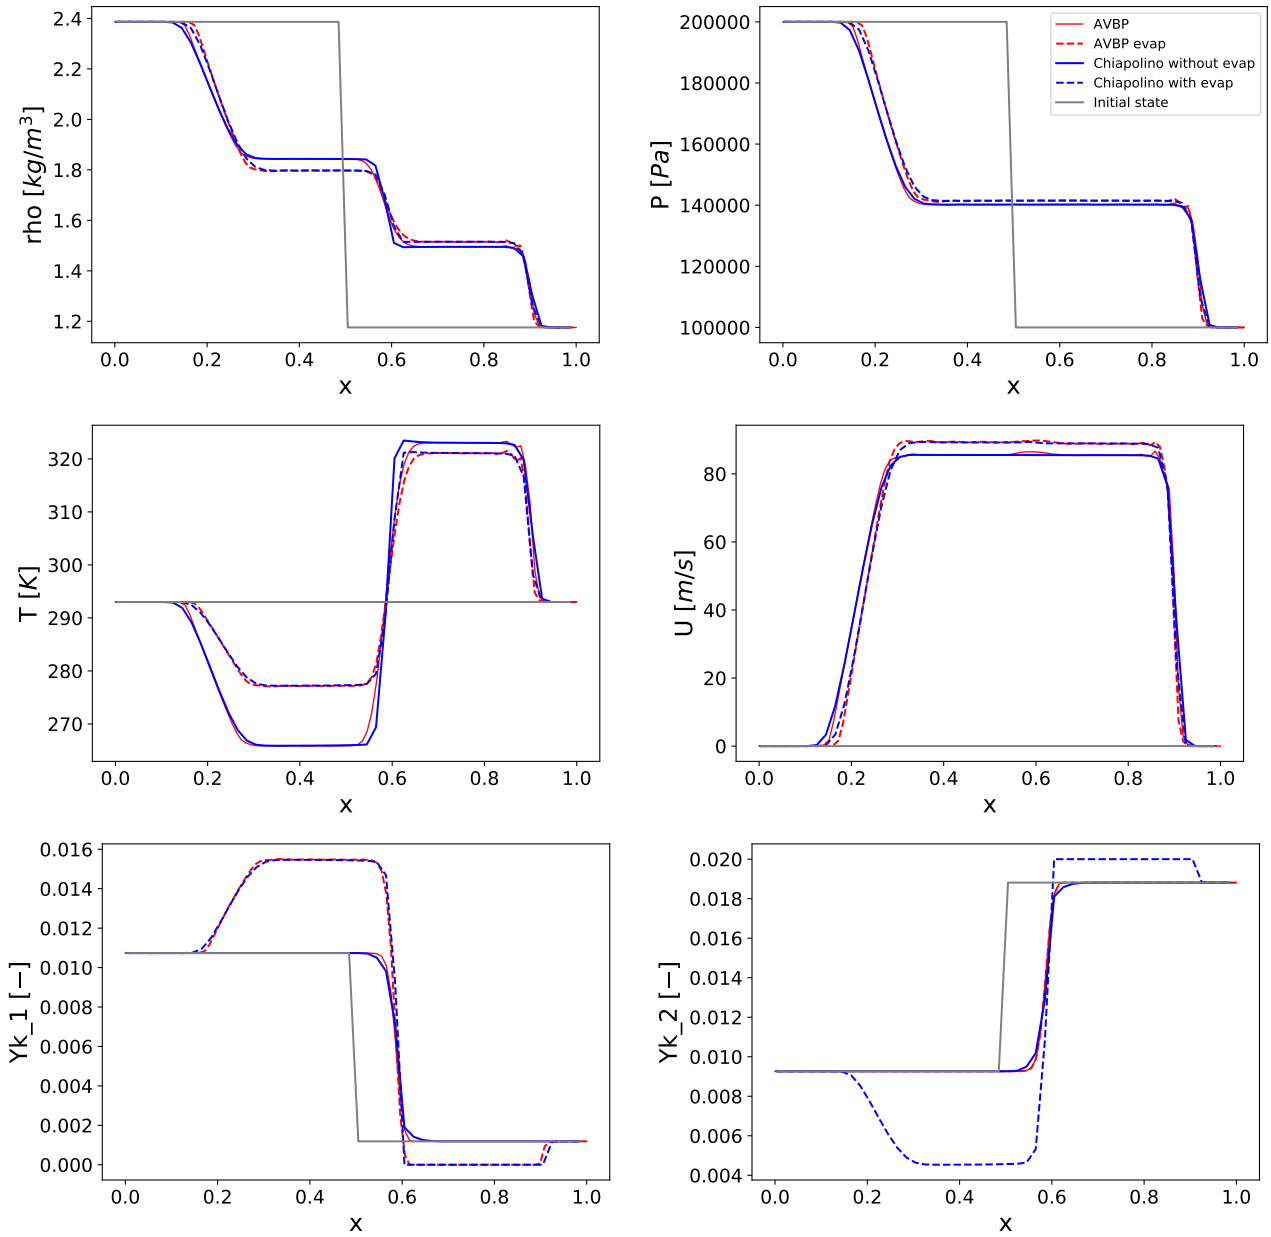 rho [kg/m³]
2.4
2.2
2.0
1.8
1.6
1.4
1.2
0.0 0.2 0.4 0.6 0.8 1.0
x
P [Pa]
200000
180000
160000
140000
120000
100000
0.0 0.2 0.4 0.6 0.8 1.0
x
AVBP
AVBP evap
Chiapolino without evap
Chiapolino with evap
Initial state
T [K]
320
310
300
290
280
270
0.0 0.2 0.4 0.6 0.8 1.0
x
U [m/s]
80
60
40
20
0
0.0 0.2 0.4 0.6 0.8 1.0
x
Yk_1 [−]
0.016
0.014
0.012
0.010
0.008
0.006
0.004
0.002
0.000
0.0 0.2 0.4 0.6 0.8 1.0
x
Yk_2 [−]
0.020
0.018
0.016
0.014
0.012
0.010
0.008
0.006
0.004
0.0 0.2 0.4 0.6 0.8 1.0
x